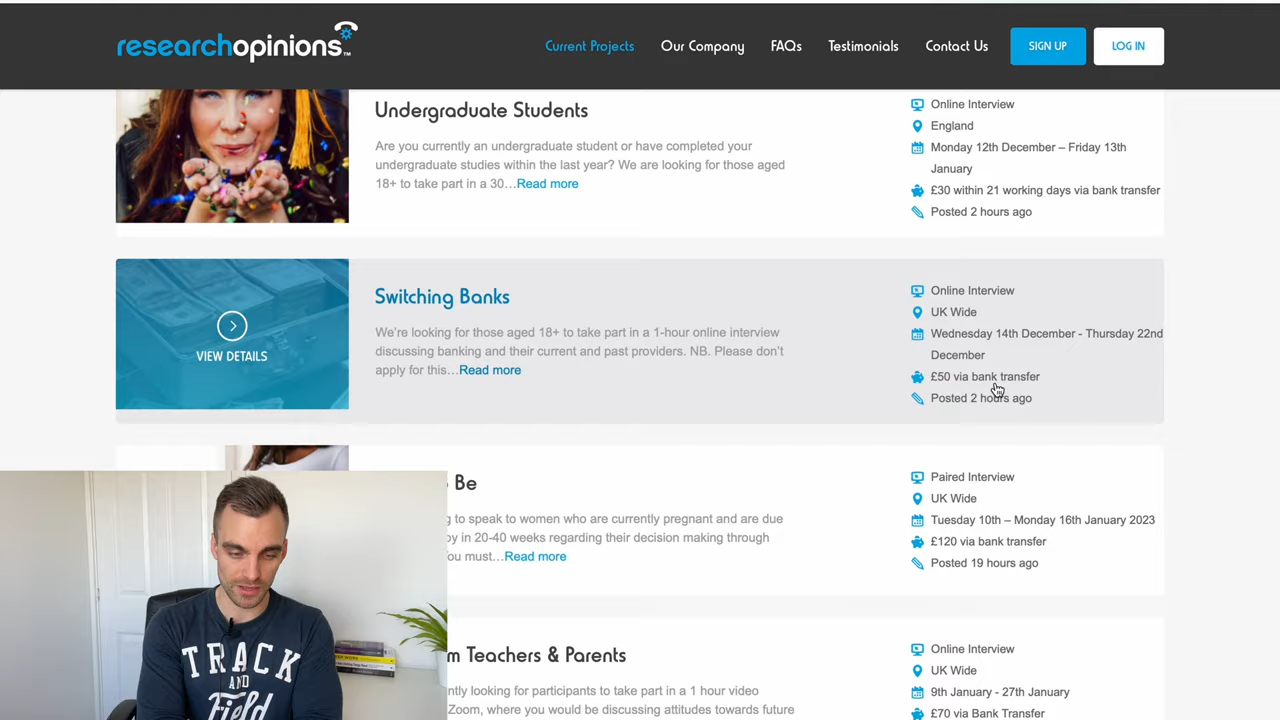 researchopinions™
Current Projects
Our Company
FAQs
Testimonials
Contact Us
SIGN UP
LOG IN
Undergraduate Students
Are you currently an undergraduate student or have completed your
undergraduate studies within the last year? We are looking for those aged
18+ to take part in a 30…Read more
Online Interview
England
Monday 12th December – Friday 13th
January
£30 within 21 working days via bank transfer
Posted 2 hours ago
VIEW DETAILS
Switching Banks
We're looking for those aged 18+ to take part in a 1-hour online interview
discussing banking and their current and past providers. NB. Please don't
apply for this…Read more
Online Interview
UK Wide
Wednesday 14th December - Thursday 22nd
December
£50 via bank transfer
Posted 2 hours ago
Be
to speak to women who are currently pregnant and are due
in 20-40 weeks regarding their decision making through
must…Read more
Paired Interview
UK Wide
Tuesday 10th – Monday 16th January 2023
£120 via bank transfer
Posted 19 hours ago
Teachers & Parents
looking for participants to take part in a 1 hour video
Zoom, where you would be discussing attitudes towards future
Online Interview
UK Wide
9th January - 27th January
£70 via Bank Transfer
TRACK
AND
Field